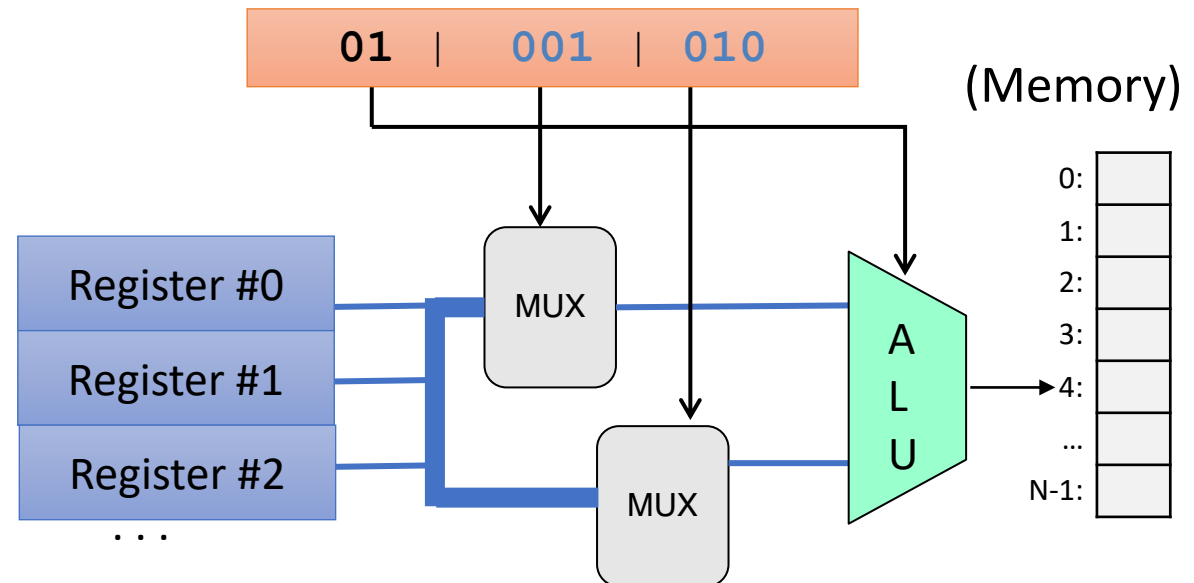 01 | 001 | 010
(Memory)
0:
1:
2:
3:
4:
...
N-1:
Register #0
Register #1
Register #2
. . .
MUX
MUX
A
L
U